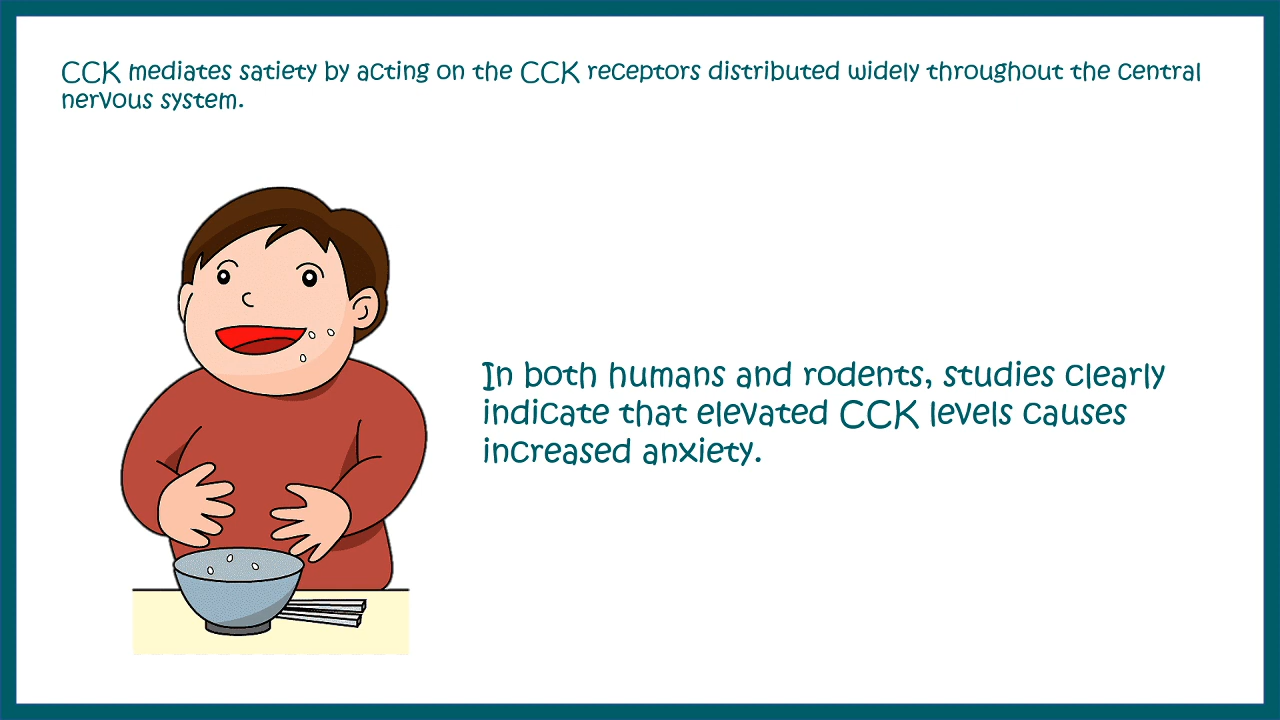 CCK mediates satiety by acting on the CCK receptors distributed widely throughout the central
nervous system.
In both humans and rodents, studies clearly
indicate that elevated CCK levels causes
increased anxiety.